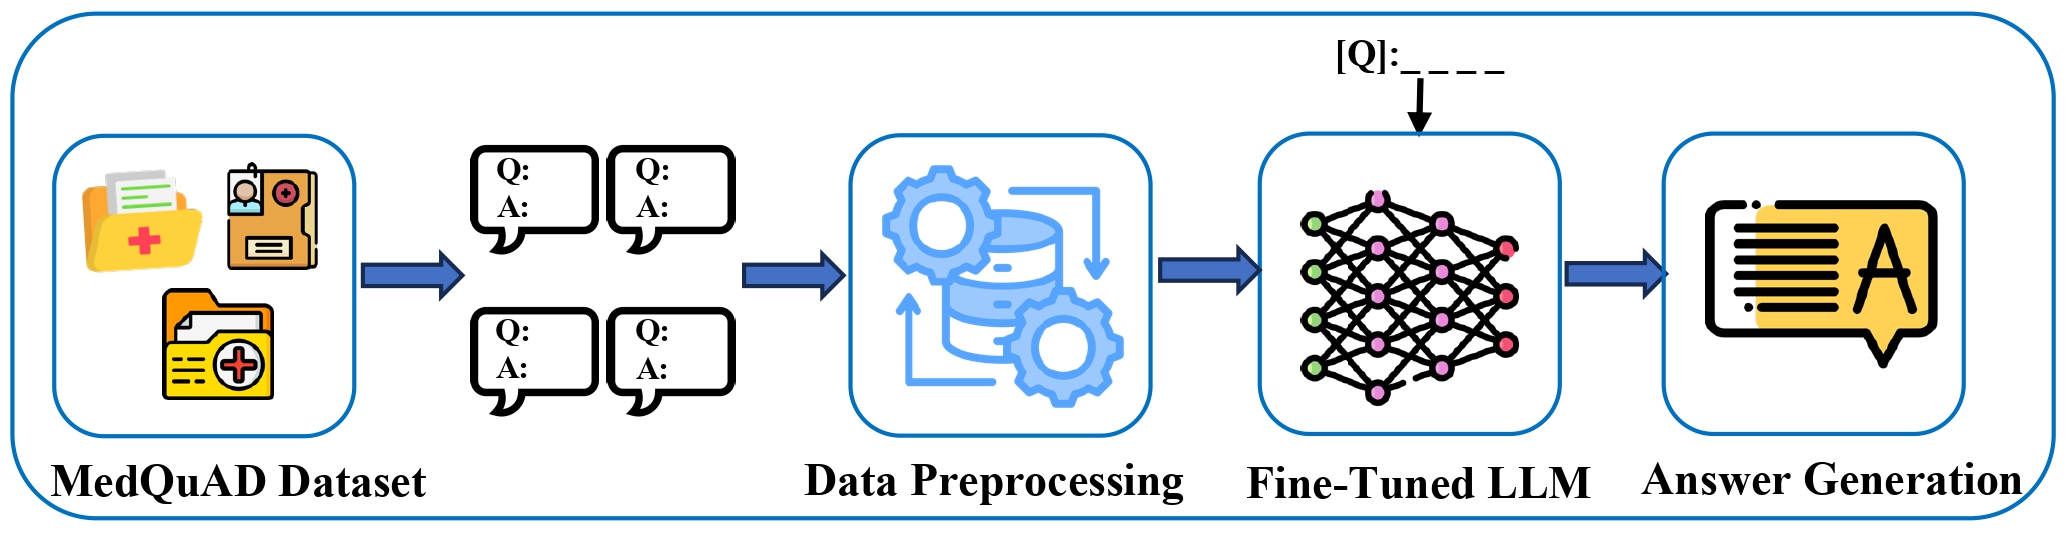 [Q]:_ _ _ _
Q:
A:
Q:
A:
Q:
A:
Q:
A:
A
MedQuAD Dataset
Data Preprocessing
Fine-Tuned LLM
Answer Generation